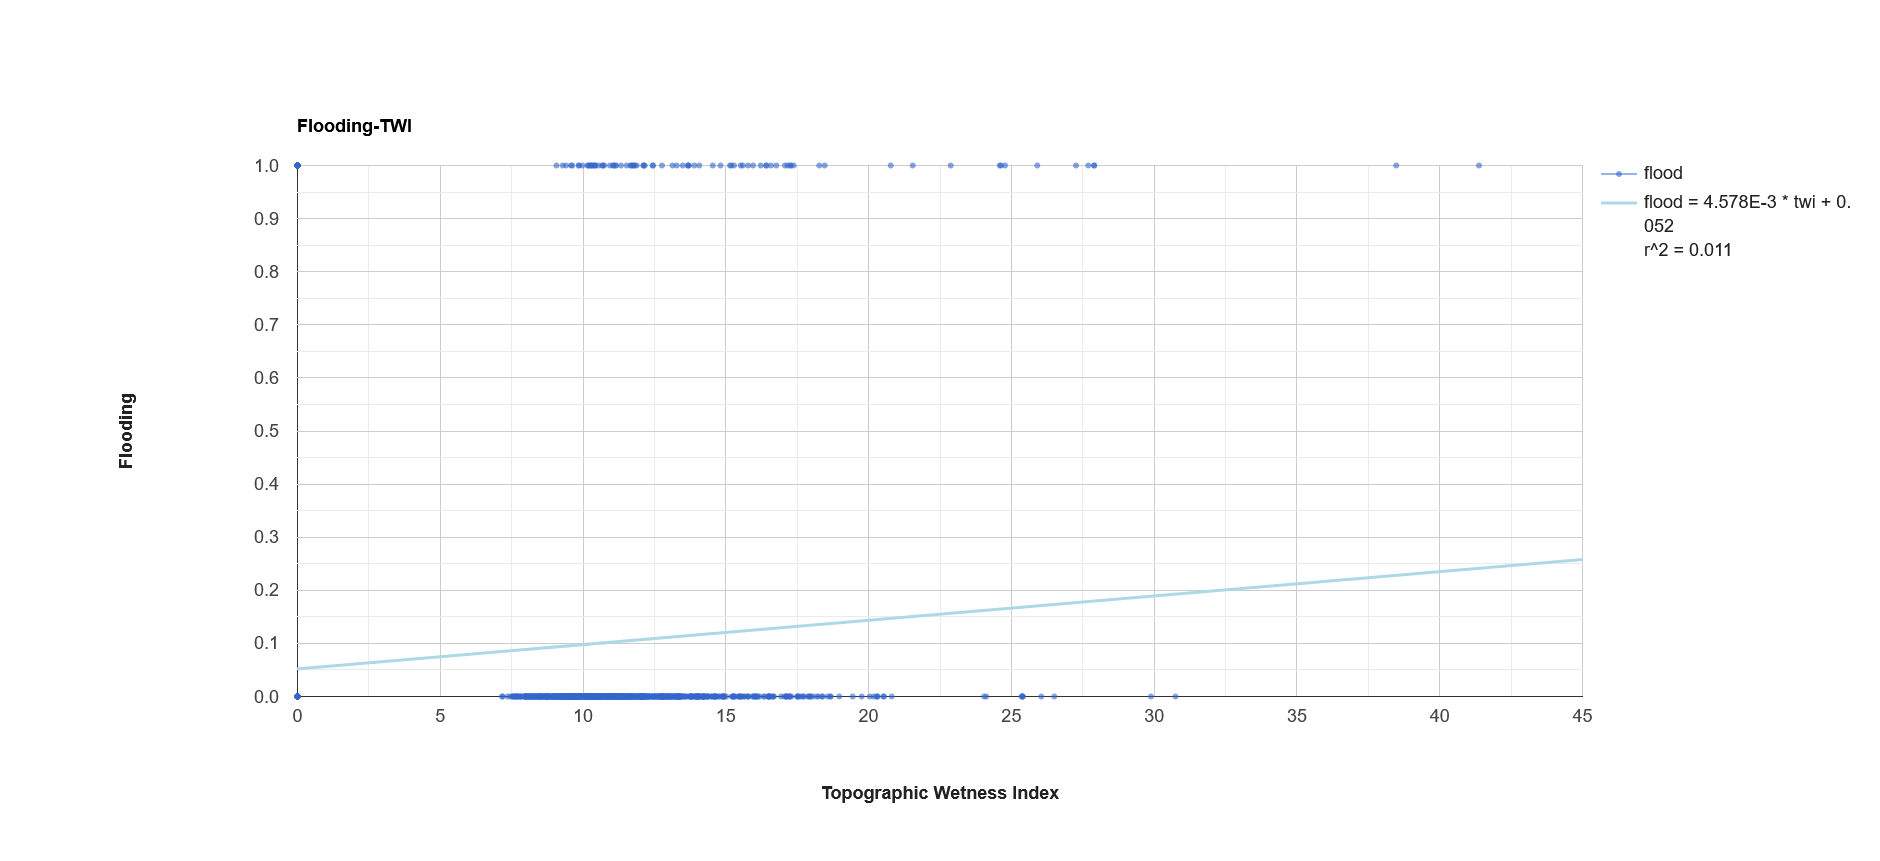 Flooding-TWI
1.0
0.9
0.8
0.7
0.6
0.5
0.4
0.3
0.2
0.1
0.0
0 5 10 15 20 25 30 35 40 45
Flooding
Topographic Wetness Index
flood
flood = 4.578E-3 * twi + 0.
052
r^2 = 0.011